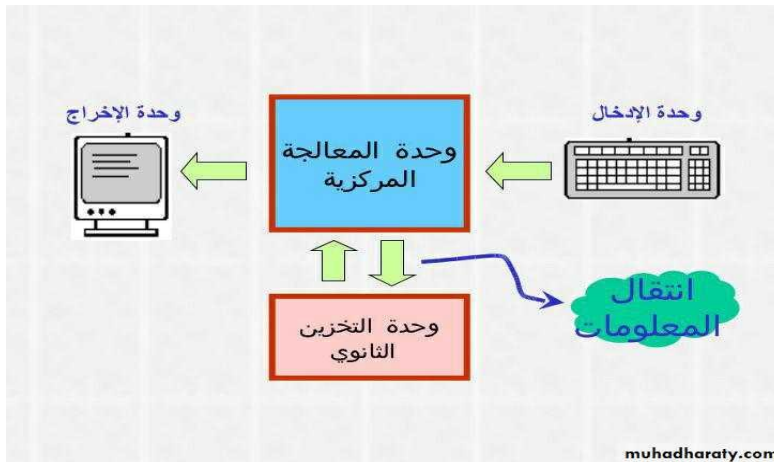 وحدة الإدخال
وحدة الإخراج
وحدة المعالجة
المركزية
انتقال
المعلومات
وحدة التخزين
الثانوي
muhadharaty.com